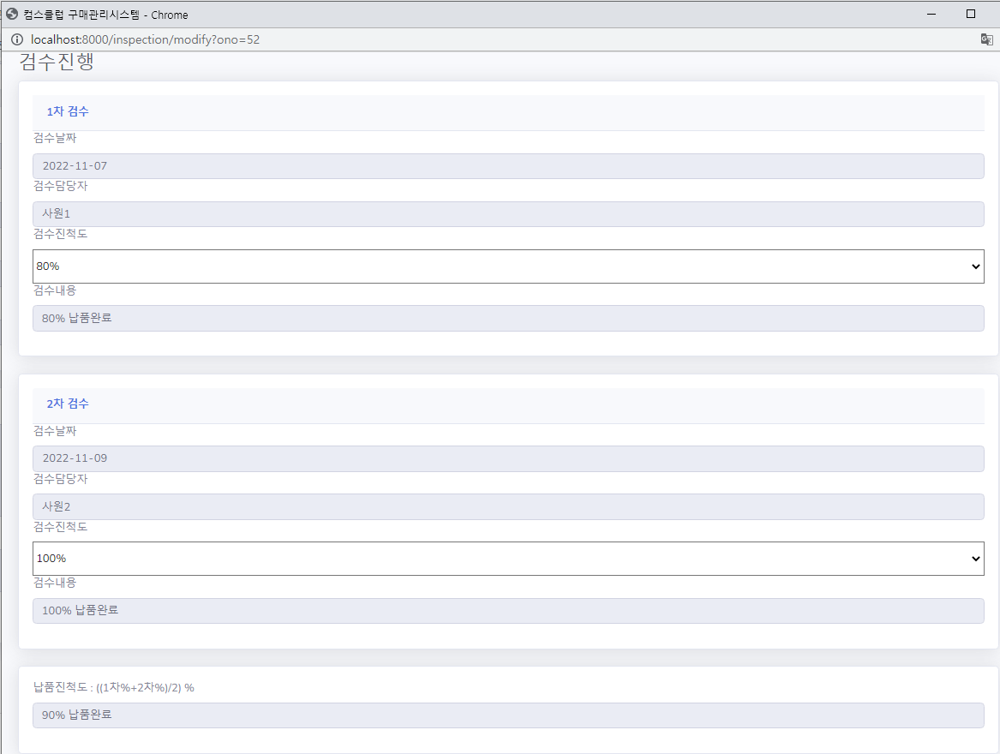 컴스클럽 구매관리시스템 - Chrome
localhost:8000/inspection/modify?ono=52
검수진행
1차 검수
검수날짜
2022-11-07
검수담당자
사원1
검수진척도
80%
검수내용
80% 납품완료
2차 검수
검수날짜
2022-11-09
검수담당자
사원2
검수진척도
100%
검수내용
100% 납품완료
납품진척도 : ((1차%+2차%)/2) %
90% 납품완료